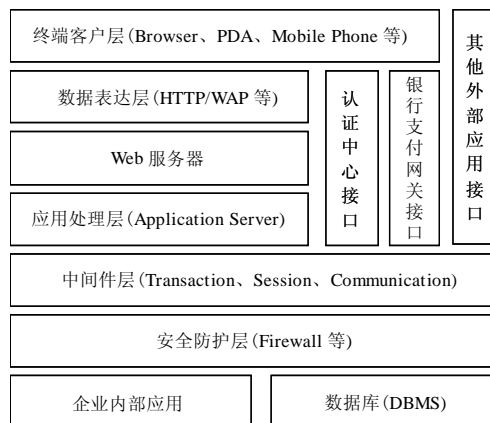 终端客户层(Browser、PDA、Mobile Phone 等)
数据表达层(HTTP/WAP 等)
Web 服务器
应用处理层(Application Server)
认证中心接口
银行支付网关接口
其他外部应用接口
中间件层(Transaction、Session、Communication)
安全防护层(Firewall 等)
企业内部应用
数据库(DBMS)